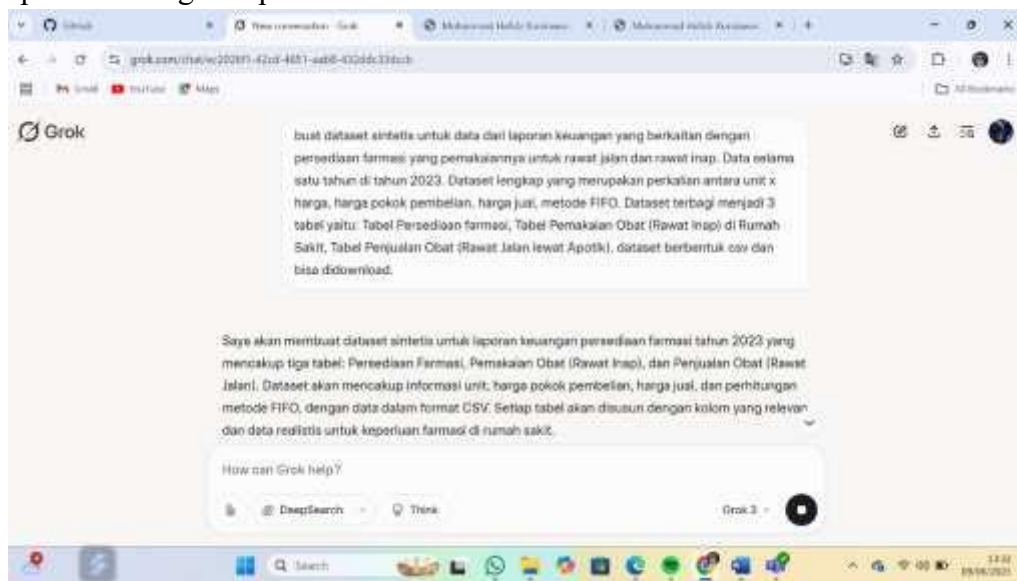 GitHub
New conversation - Grok
Gmail
YouTube
Maps
All Bookmarks
Grok
buat dataset sintetis untuk data dari laporan keuangan yang berkaitan dengan
persediaan farmasi yang pemakaiannya untuk rawat jalan dan rawat inap. Data selama
satu tahun di tahun 2023. Dataset lengkap yang merupakan perkalian antara unit x
harga, harga pokok pembelian, harga jual, metode FIFO. Dataset terbagi menjadi 3
tabel yaitu: Tabel Persediaan farmasi, Tabel Pemakaian Obat (Rawat Inap) di Rumah
Sakit, Tabel Penjualan Obat (Rawat Jalan lewat Apotik). dataset berbentuk csv dan
bisa didownload.
Saya akan membuat dataset sintetis untuk laporan keuangan persediaan farmasi tahun 2023 yang
mencakup tiga tabel: Persediaan Farmasi, Pemakaian Obat (Rawat Inap), dan Penjualan Obat (Rawat
Jalan). Dataset akan mencakup informasi unit, harga pokok pembelian, harga jual, dan perhitungan
metode FIFO, dengan data dalam format CSV. Setiap tabel akan disusun dengan kolom yang relevan
dan data realistis untuk keperluan farmasi di rumah sakit.
How can Grok help?
DeepSearch
Think
Grok 3
Search